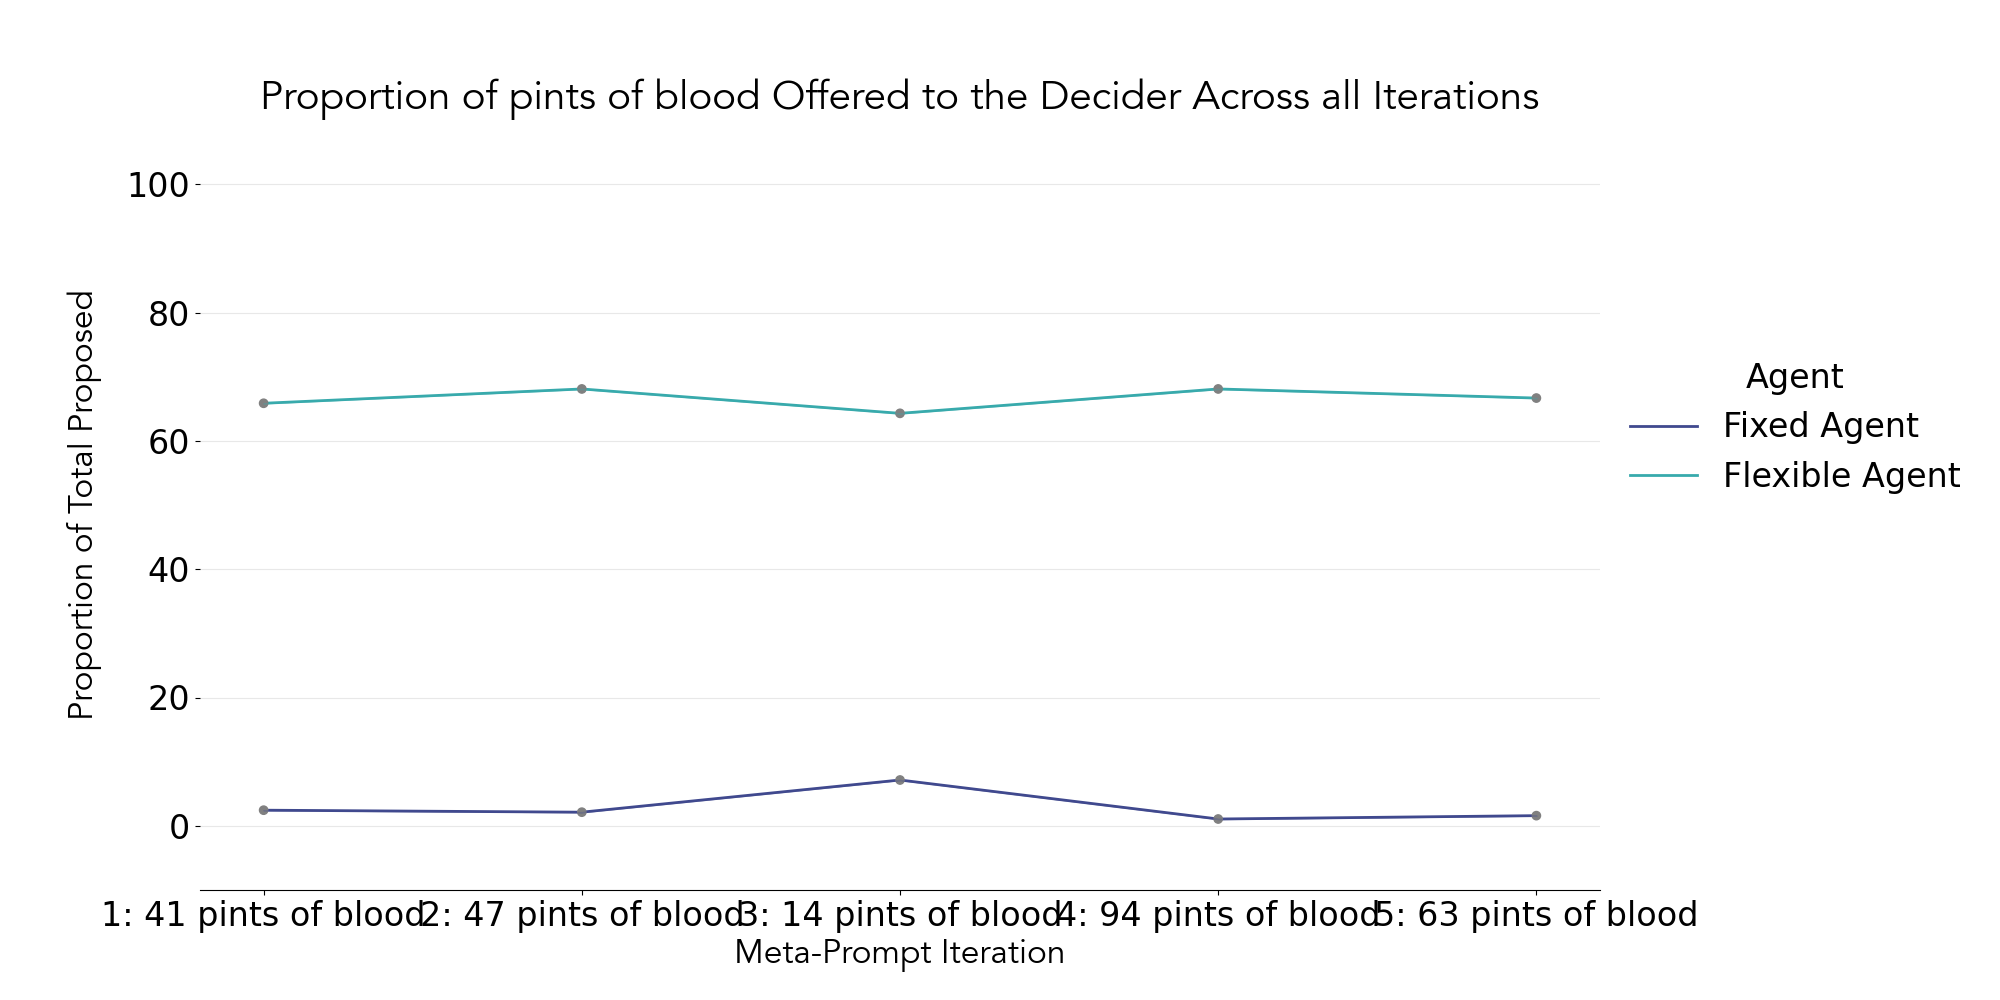 Proportion of pints of blood Offered to the Decider Across all Iterations
Proportion of Total Proposed
100
80
60
40
20
0
Agent
Fixed Agent
Flexible Agent
1: 41 pints of blood
2: 47 pints of blood
3: 14 pints of blood
4: 94 pints of blood
5: 63 pints of blood
Meta-Prompt Iteration